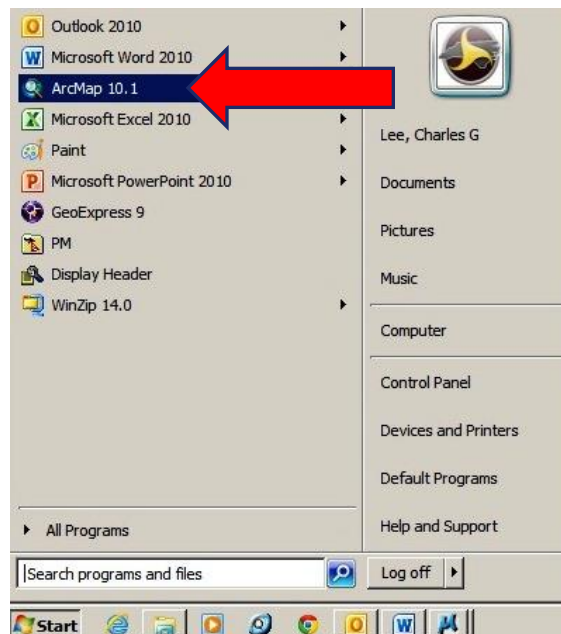 Outlook 2010
Microsoft Word 2010
ArcMap 10.1
Microsoft Excel 2010
Paint
Microsoft PowerPoint 2010
GeoExpress 9
PM
Display Header
WinZip 14.0
All Programs
Search programs and files
Lee, Charles G
Documents
Pictures
Music
Computer
Control Panel
Devices and Printers
Default Programs
Help and Support
Log off
Start